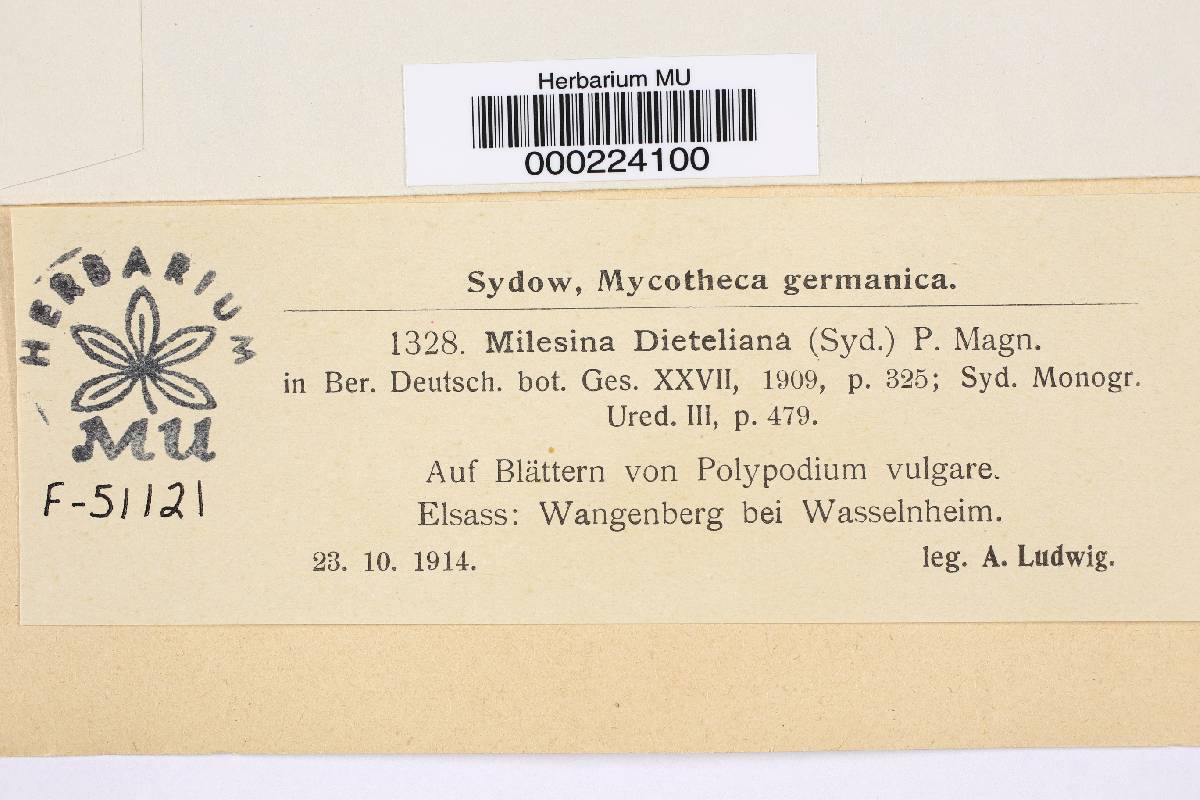 Herbarium MU
000224100
Sydow, Mycotheca germanica.
HERBARIUM
MU
F-51121
1328. Milesina Dieteliana (Syd.) P. Magn.
in Ber. Deutsch. bot. Ges. XXVII, 1909, p. 325; Syd. Monogr.
Ured. III, p. 479.
Auf Blättern von Polypodium vulgare.
Elsass: Wangenberg bei Wasselnheim.
23. 10. 1914. leg. A. Ludwig.